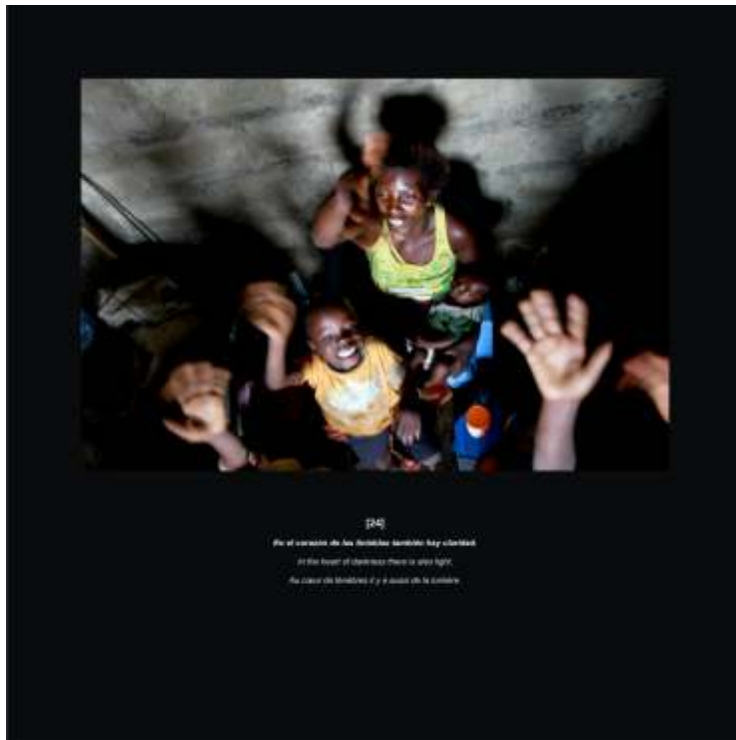 [24]
En el corazón de las tinieblas también hay claridad.
In the heart of darkness there is also light.
Au cœur de ténèbres il y a aussi de la lumière.